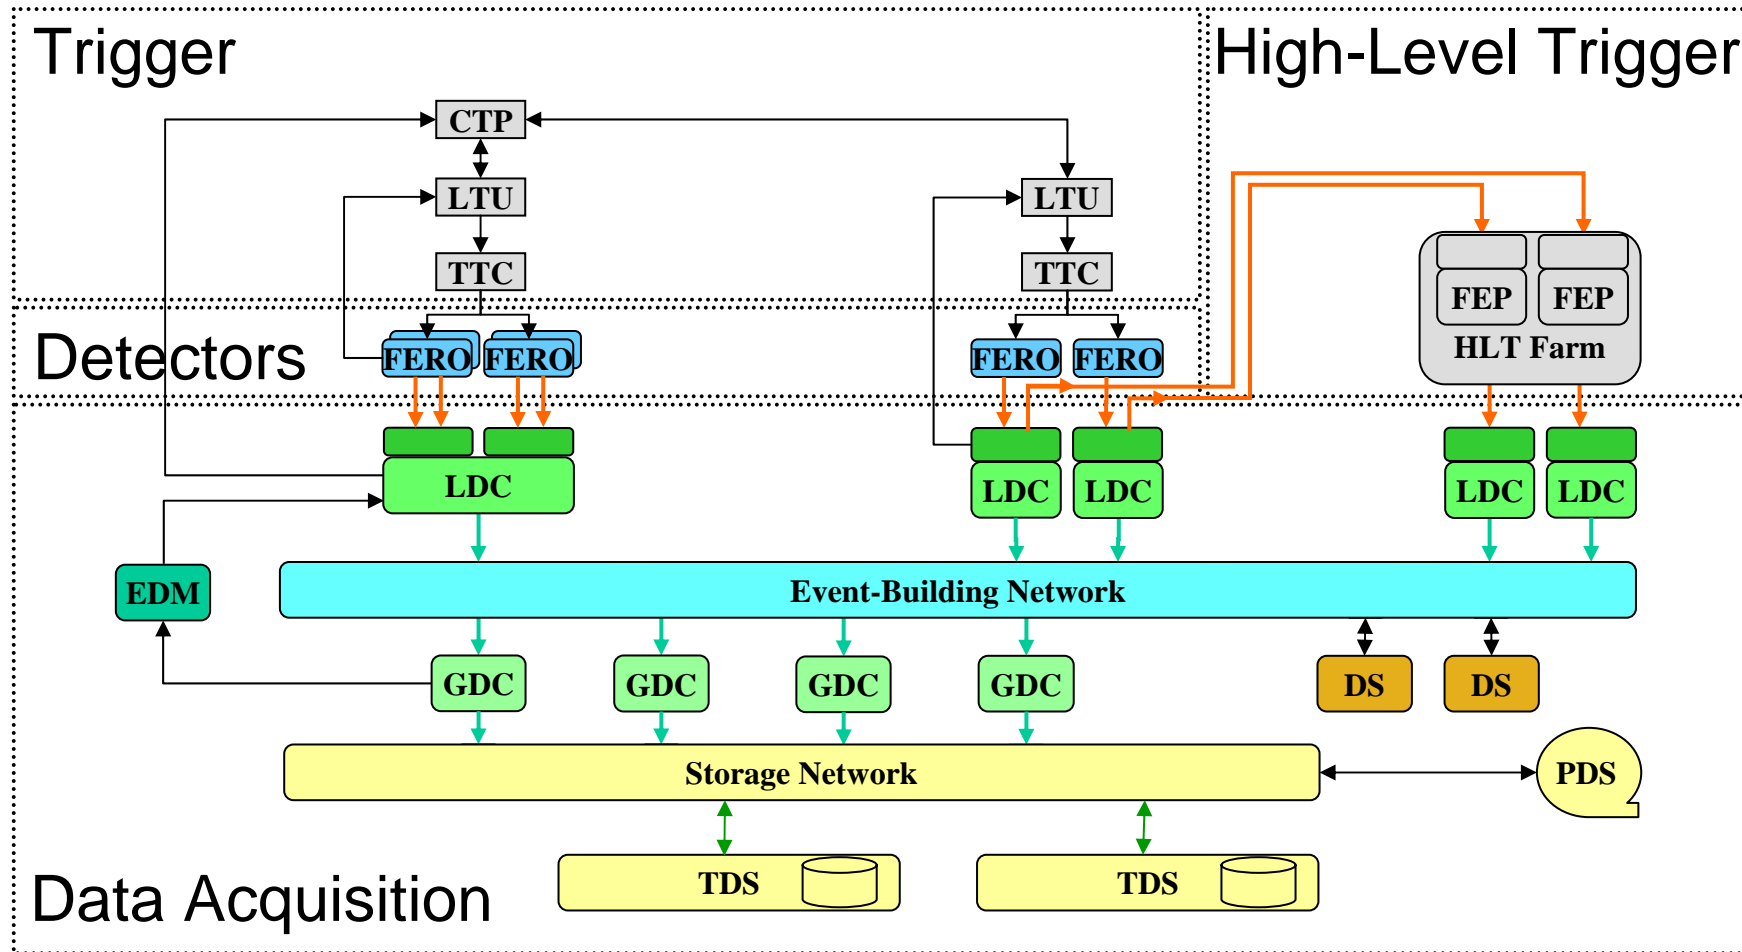 Trigger
High-Level Trigger
CTP
LTU
LTU
TTC
TTC
FEP FEP
HLT Farm
Detectors
FERO FERO
FERO FERO
LDC
LDC LDC
LDC LDC
EDM
Event-Building Network
GDC
GDC
GDC
GDC
DS
DS
Storage Network
PDS
TDS
TDS
Data Acquisition